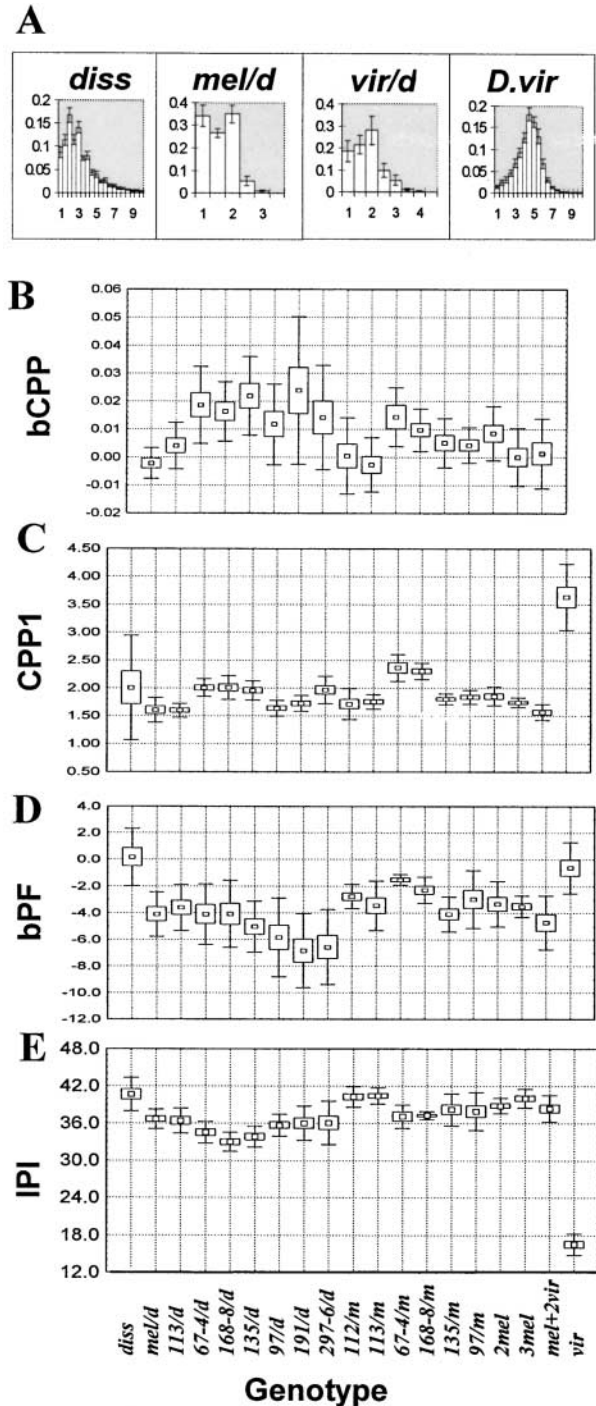 A
diss mel/d vir/d D.vir
0.2 0.4 0.4 0.2
0.15 0.3 0.3 0.15
0.1 0.2 0.2 0.1
0.05 0.1 0.1 0.05
0 0.0 0.0 0
1 3 5 7 9 1 2 3 1 2 3 4 1 3 5 7 9
B
bCPP
0.06
0.05
0.04
0.03
0.02
0.01
0.00
-0.01
-0.02
C
CPP1
4.50
4.00
3.50
3.00
2.50
2.00
1.50
1.00
0.50
D
bPF
4.0
2.0
0.0
-2.0
-4.0
-6.0
-8.0
-10.0
-12.0
E
IPI
48.0
42.0
36.0
30.0
24.0
18.0
12.0
diss
mel/d
113/d
67-4/d
168-8/d
135/d
97/d
191/d
297-6/d
112/m
113/m
67-4/m
168-8/m
135/m
97/m
2mel
3mel
mel+2vir
vir
Genotype